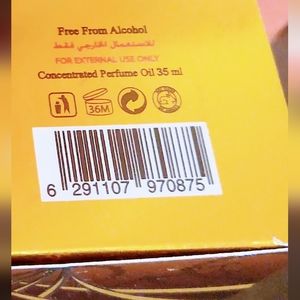 Free From Alcohol
للاستعمال الخارجي فقط
FOR EXTERNAL USE ONLY
Concentrated Perfume Oil 35 ml
36M
6 291107 970875